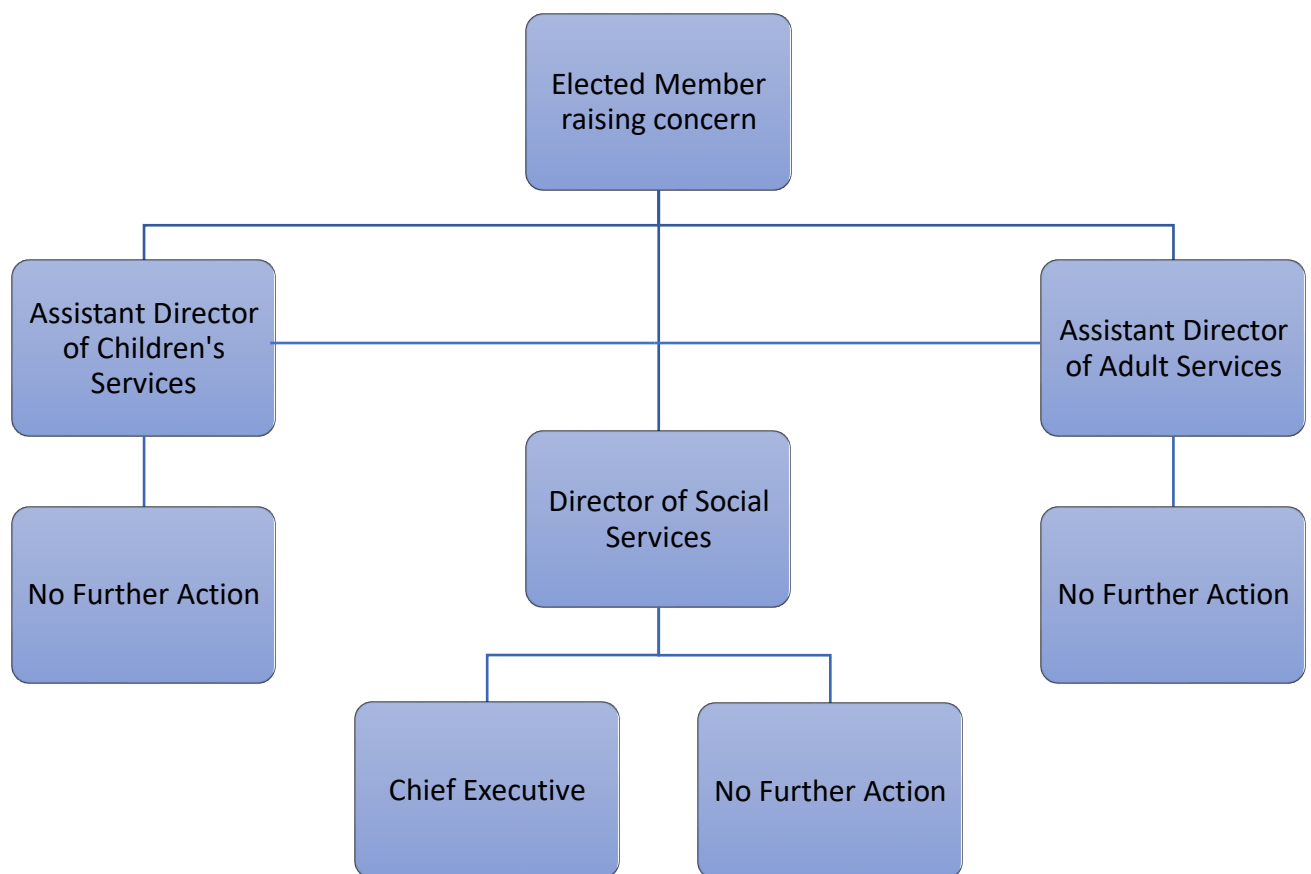 Elected Member
raising concern
Assistant Director
of Children's
Services
Assistant Director
of Adult Services
Director of Social
Services
No Further Action
No Further Action
Chief Executive
No Further Action